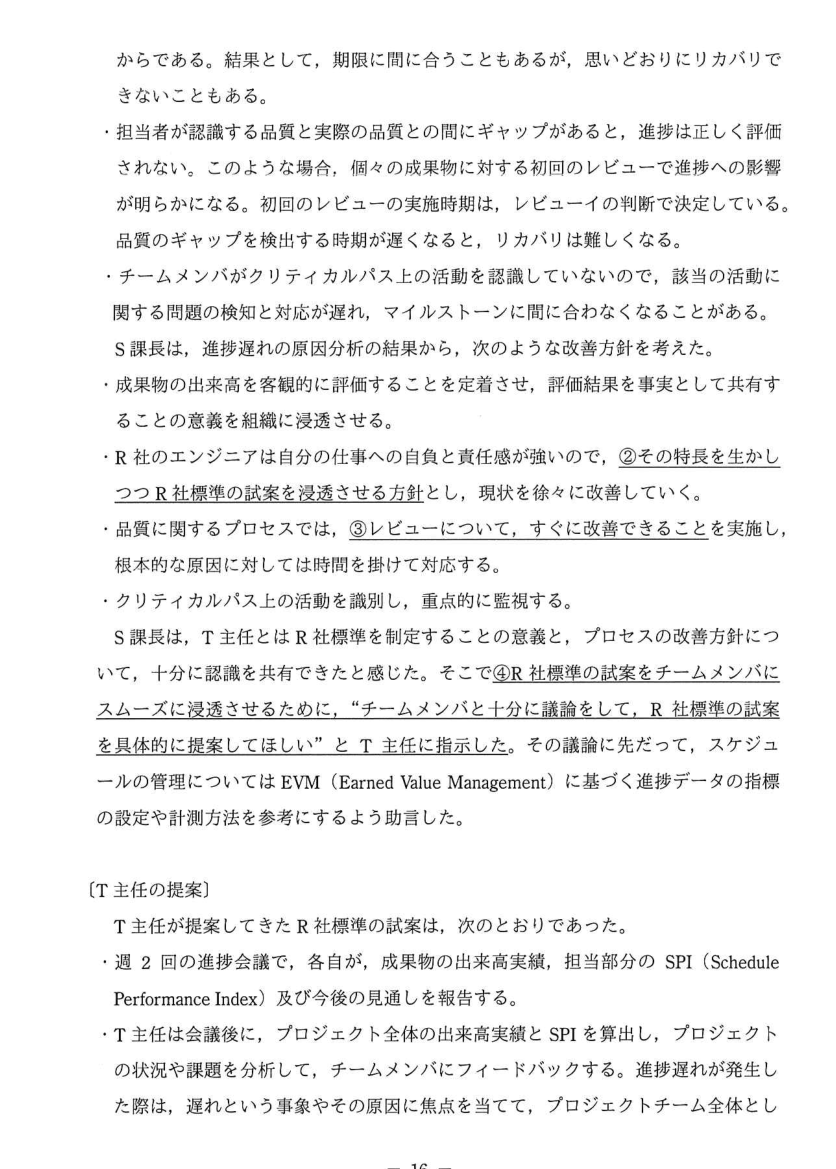 からである。結果として，期限に間に合うこともあるが，思いどおりにリカバリで
きないこともある。
・担当者が認識する品質と実際の品質との間にギャップがあると，進捗は正しく評価
されない。このような場合，個々の成果物に対する初回のレビューで進捗への影響
が明らかになる。初回のレビューの実施時期は，レビューイの判断で決定している。
品質のギャップを検出する時期が遅くなると，リカバリは難しくなる。
・チームメンバがクリティカルパス上の活動を認識していないので，該当の活動に
関する問題の検知と対応が遅れ，マイルストーンに間に合わなくなることがある。
S課長は，進捗遅れの原因分析の結果から，次のような改善方針を考えた。
・成果物の出来高を客観的に評価することを定着させ，評価結果を事実として共有す
ることの意義を組織に浸透させる。
・R社のエンジニアは自分の仕事への自負と責任感が強いので，②その特長を生かし
つつR社標準の試案を浸透させる方針とし，現状を徐々に改善していく。
・品質に関するプロセスでは，③レビューについて，すぐに改善できることを実施し，
根本的な原因に対しては時間を掛けて対応する。
・クリティカルパス上の活動を識別し，重点的に監視する。
S課長は，T主任とはR社標準を制定することの意義と，プロセスの改善方針につ
いて，十分に認識を共有できたと感じた。そこで④R社標準の試案をチームメンバに
スムーズに浸透させるために，“チームメンバと十分に議論をして，R社標準の試案
を具体的に提案してほしい”とT主任に指示した。その議論に先だって，スケジュ
ールの管理についてはEVM（Earned Value Management）に基づく進捗データの指標
の設定や計測方法を参考にするよう助言した。
〔T主任の提案〕
T主任が提案してきたR社標準の試案は，次のとおりであった。
・週2回の進捗会議で，各自が，成果物の出来高実績，担当部分のSPI（Schedule
Performance Index）及び今後の見通しを報告する。
・T主任は会議後に，プロジェクト全体の出来高実績とSPIを算出し，プロジェクト
の状況や課題を分析して，チームメンバにフィードバックする。進捗遅れが発生し
た際は，遅れという事象やその原因に焦点を当てて，プロジェクトチーム全体とし
― 16 ―